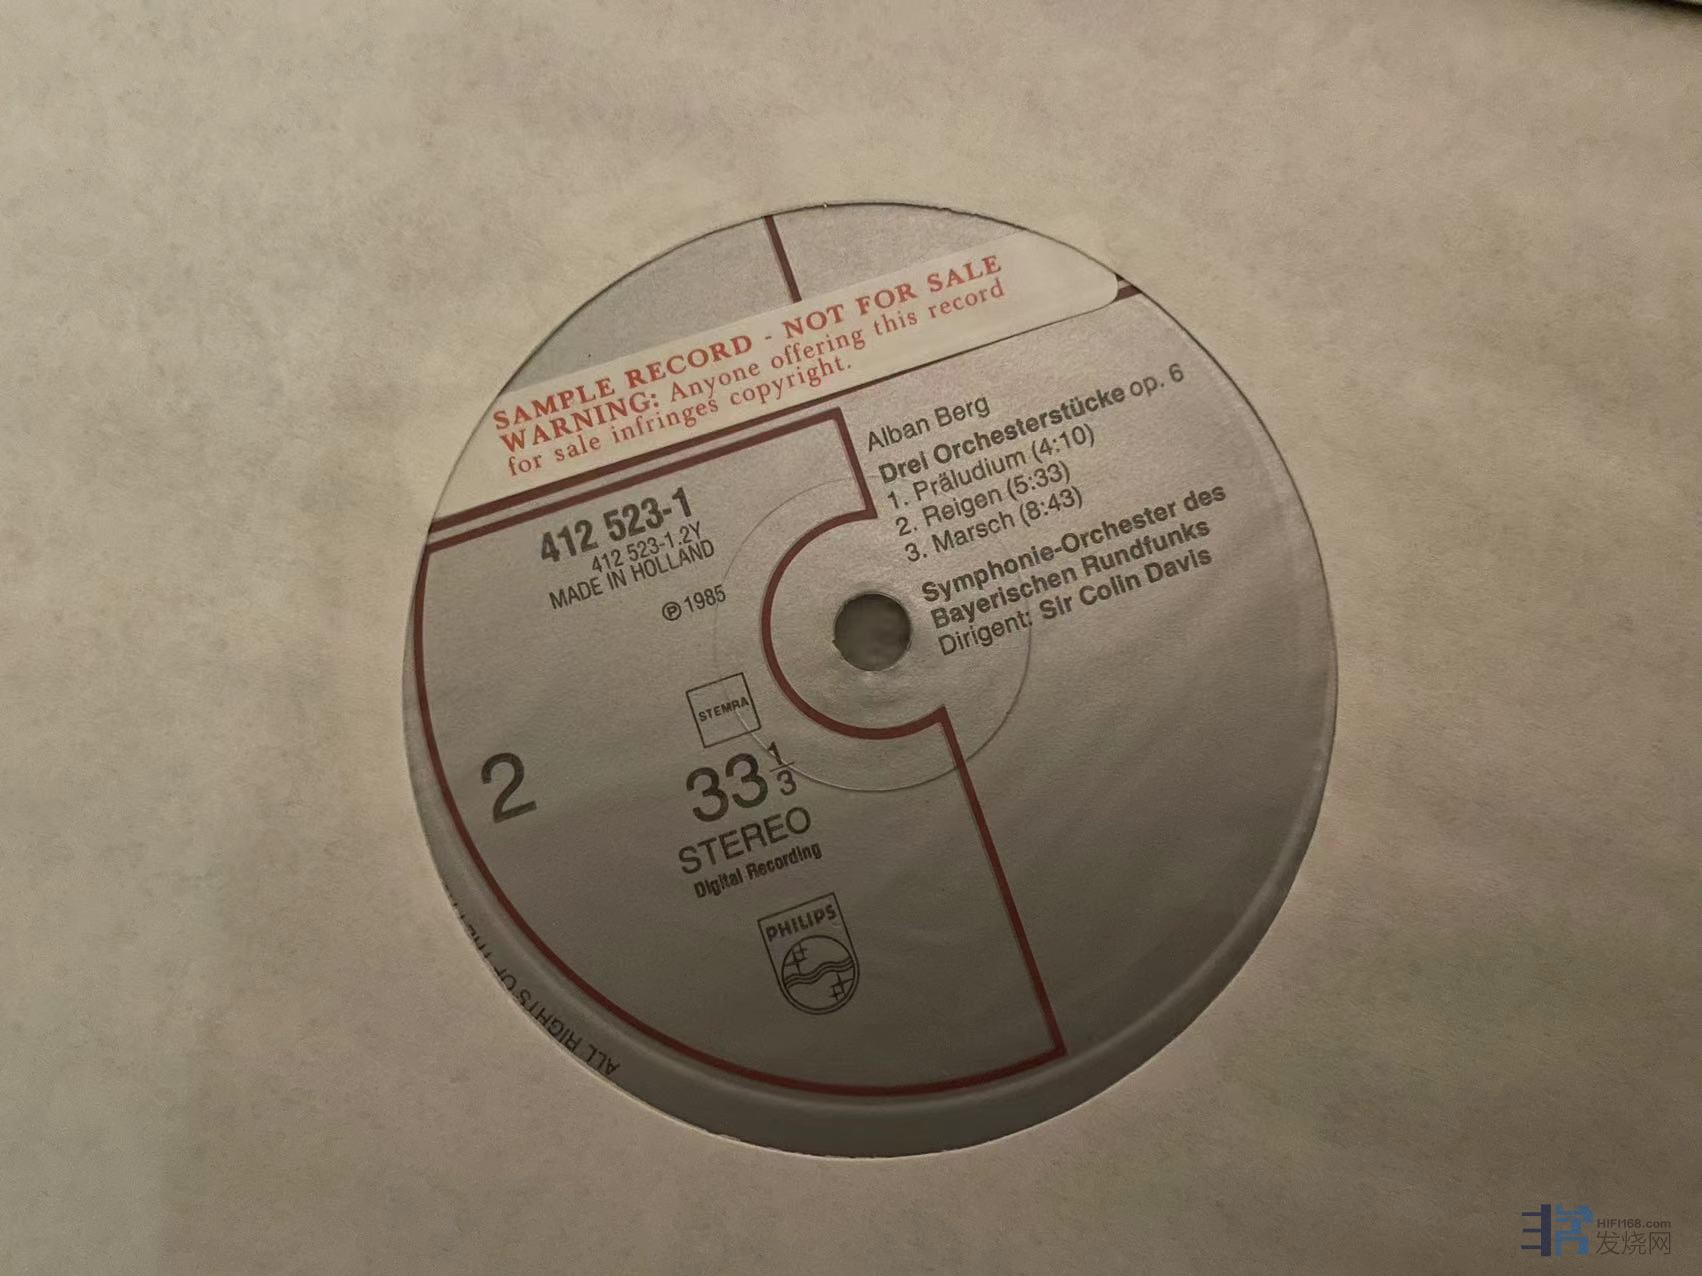 SAMPLE RECORD - NOT FOR SALE
WARNING: Anyone offering this record
for sale infringes copyright.
412 523-1
412 523-1.2Y
MADE IN HOLLAND
℗ 1985
Alban Berg
Drei Orchesterstücke op. 6
1. Präludium (4:10)
2. Reigen (5:33)
3. Marsch (8:43)
Symphonie-Orchester des
Bayerischen Rundfunks
Dirigent: Sir Colin Davis
STEMRA
2
33 1/3
STEREO
Digital Recording
PHILIPS
ALL RIGHTS OF
HIFI168.com
发烧网